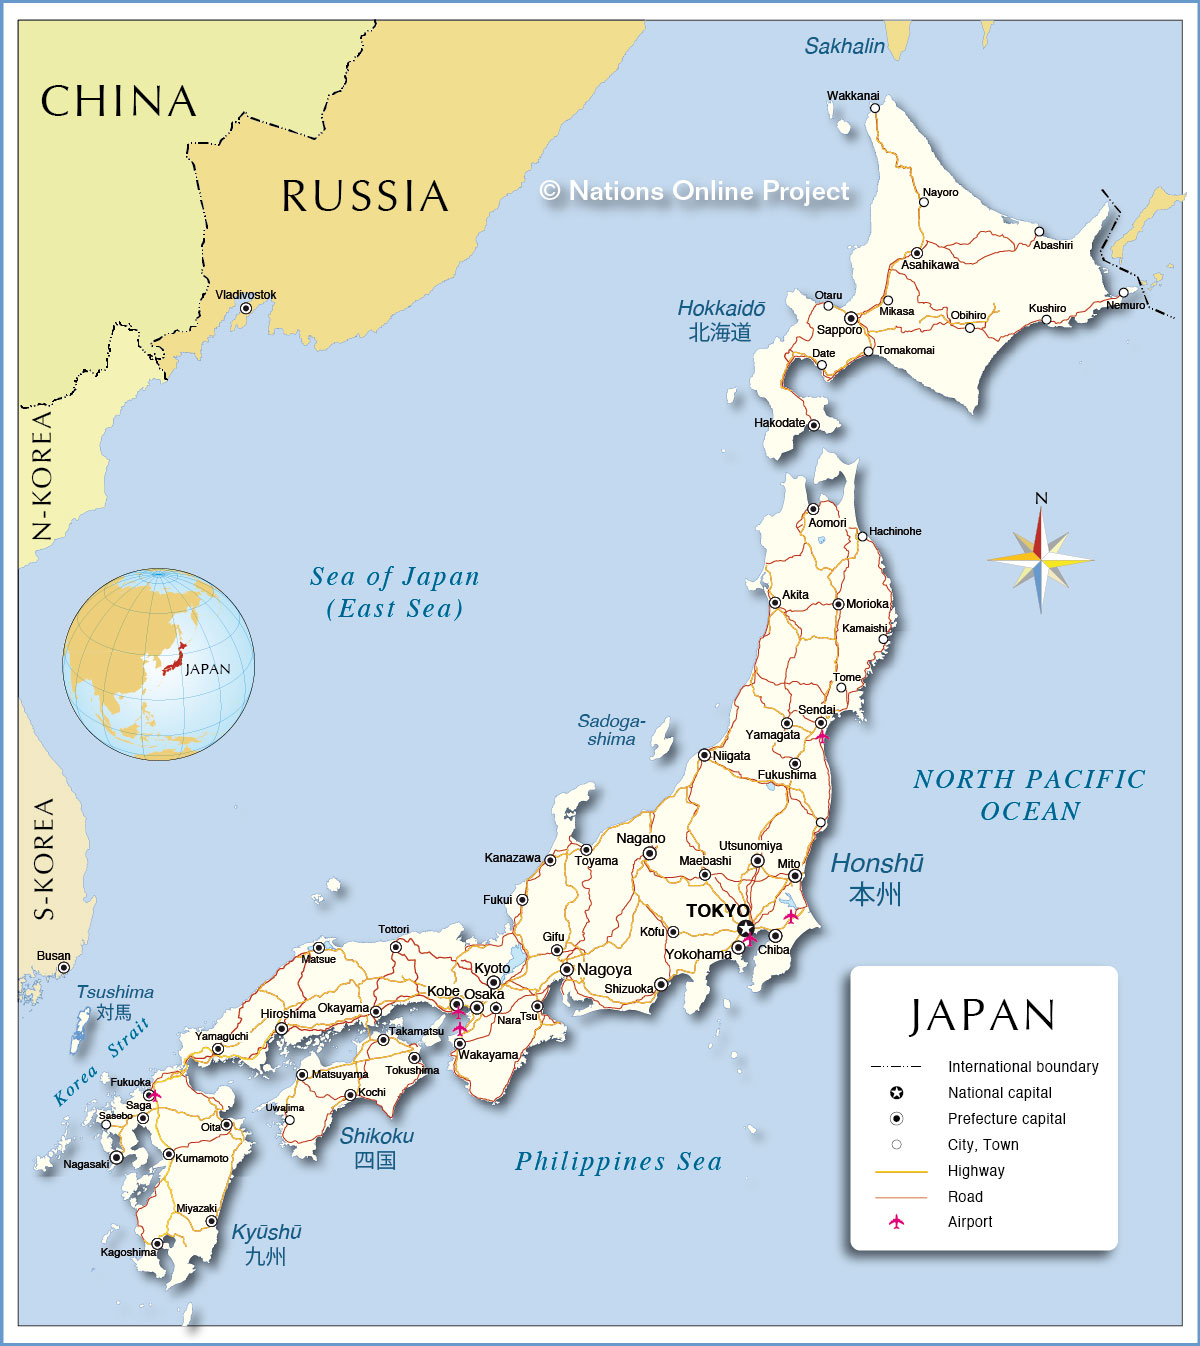 Sakhalin
CHINA
Wakkanai
RUSSIA
© Nations Online Project
Nayoro
Abashiri
Asahikawa
Vladivostok
Otaru
Mikasa
Nemuro
Hokkaidō
北海道
Sapporo
Obihiro
Kushiro
Date
Tomakomai
Hakodate
N-KOREA
N
Aomori
Hachinohe
Sea of Japan
(East Sea)
Akita
Morioka
Kamaishi
JAPAN
Tome
Sendai
Sadoga-
shima
Yamagata
Niigata
Fukushima
NORTH PACIFIC
OCEAN
S-KOREA
Nagano
Utsunomiya
Kanazawa
Toyama
Maebashi
Mito
Honshū
本州
Fukui
TOKYO
Tottori
Gifu
Kōfu
Yokohama
Chiba
Busan
Matsue
Kyoto
Nagoya
Shizuoka
Tsushima
対馬
Kobe
Osaka
Okayama
Hiroshima
Nara
Tsu
Korea Strait
Yamaguchi
Takamatsu
Wakayama
Tokushima
Matsuyama
Kochi
Fukuoka
Saga
Sasebo
Uwajima
Oita
Shikoku
四国
Nagasaki
Kumamoto
Philippines Sea
Miyazaki
Kyūshū
九州
Kagoshima
JAPAN
International boundary
National capital
Prefecture capital
City, Town
Highway
Road
Airport